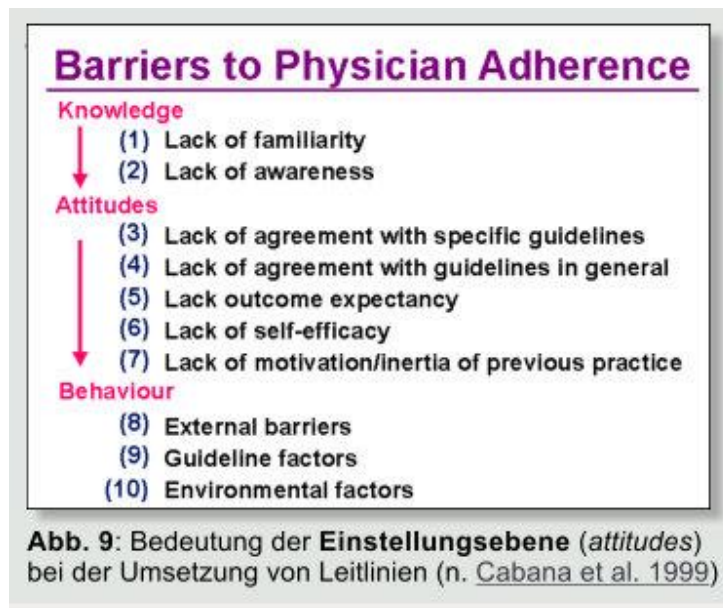 Barriers to Physician Adherence
Knowledge
(1) Lack of familiarity
(2) Lack of awareness
Attitudes
(3) Lack of agreement with specific guidelines
(4) Lack of agreement with guidelines in general
(5) Lack outcome expectancy
(6) Lack of self-efficacy
(7) Lack of motivation/inertia of previous practice
Behaviour
(8) External barriers
(9) Guideline factors
(10) Environmental factors
Abb. 9: Bedeutung der Einstellungsebene (attitudes)
bei der Umsetzung von Leitlinien (n. Cabana et al. 1999)